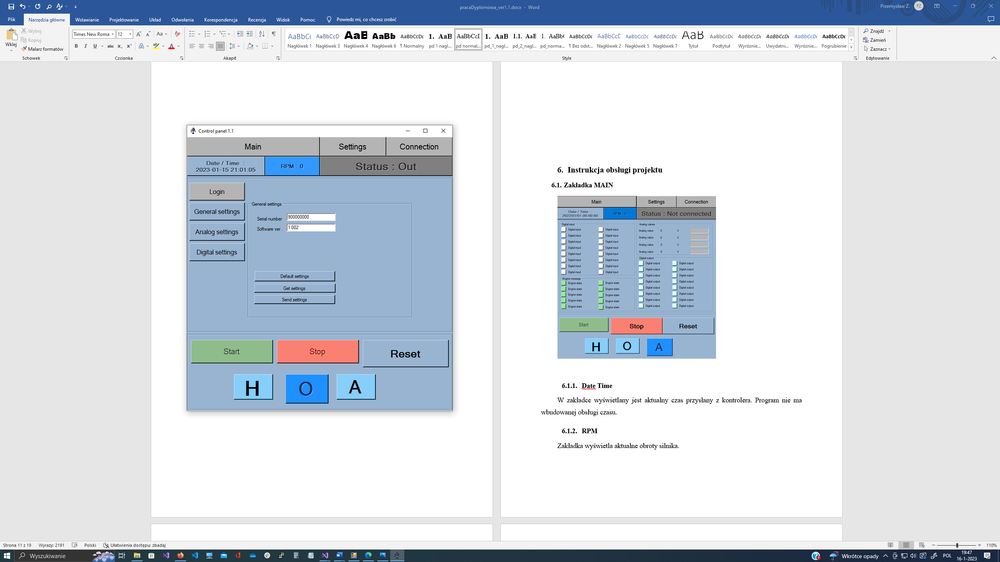 pracaDyplomowa_ver1.1.docx - Word
Przemysław Z.
PZ
Plik
Narzędzia główne
Wstawianie
Projektowanie
Układ
Odwołania
Korespondencja
Recenzja
Widok
Pomoc
Powiedz mi, co chcesz zrobić
Wklej
Wytnij
Kopiuj
Malarz formatów
Schowek
Times New Roma
12
Czcionka
Akapit
AaBbCc
Nagłówek 1
AaBbCcD
Nagłówek 3
AaB
Nagłówek 4
AaBb
Nagłówek 6
AaBbCcDc
¶ Normalny
1. AaB
pd 1 nagl...
AaBbCcI
pd normal...
1. AaB
pd_1_nagl...
1.1. AaB
pd_2_nagl...
1. AaBb
pd_norma...
AaBbCcDc
¶ Bez odst...
AaBbCcD
Nagłówek 2
AaBbCcDc
Nagłówek 5
AaBbCcDc
Nagłówek 7
AaB
Tytuł
AaBbCcDc
Podtytuł
AaBbCcDc
Wyróżnie...
AaBbCcDc
Uwydatni...
AaBbCcDc
Wyróżnie...
AaBbCcDc
Pogrubienie
Style
Znajdź
Zamień
Zaznacz
Edytowanie
Control panel 1.1
Main
Settings
Connection
Date / Time :
2023-01-15 21:01:05
RPM : 0
Status : Out
Login
General settings
Analog settings
Digital settings
General settings
Serial number
900000000
Software ver .
1.002
Default settings
Get settings
Send settings
Start
Stop
Reset
H
O
A
6. Instrukcja obsługi projektu
6.1. Zakładka MAIN
Main
Settings
Connection
Date / Time :
2022/01/01 00:00:00
RPM : 0
Status : Not connected
Digital input
Digital input Digital input
Digital input Digital input
Digital input Digital input
Digital input Digital input
Digital input Digital input
Digital input Digital input
Digital input Digital input
Digital input Digital input
Engine message
Engine state Engine state
Engine state Engine state
Engine state Engine state
Engine state Engine state
Engine state Engine state
Analog values
Analog value 0 V
Analog value 0 V
Analog value 0 V
Analog value 0 V
Digital output
Digital output Digital output
Digital output Digital output
Digital output Digital output
Digital output Digital output
Digital output Digital output
Digital output Digital output
Digital output Digital output
Digital output Digital output
Start
Stop
Reset
H
O
A
6.1.1. Date Time
W zakładce wyświetlany jest aktualny czas przysłany z kontrolera. Program nie ma
wbudowanej obsługi czasu.
6.1.2. RPM
Zakładka wyświetla aktualne obroty silnika.
Strona 11 z 19
Wyrazy: 2191
Polski
Ułatwienia dostępu: zbadaj
110%
Wyszukiwanie
Wkrótce opady
POL
19:47
16-1-2023